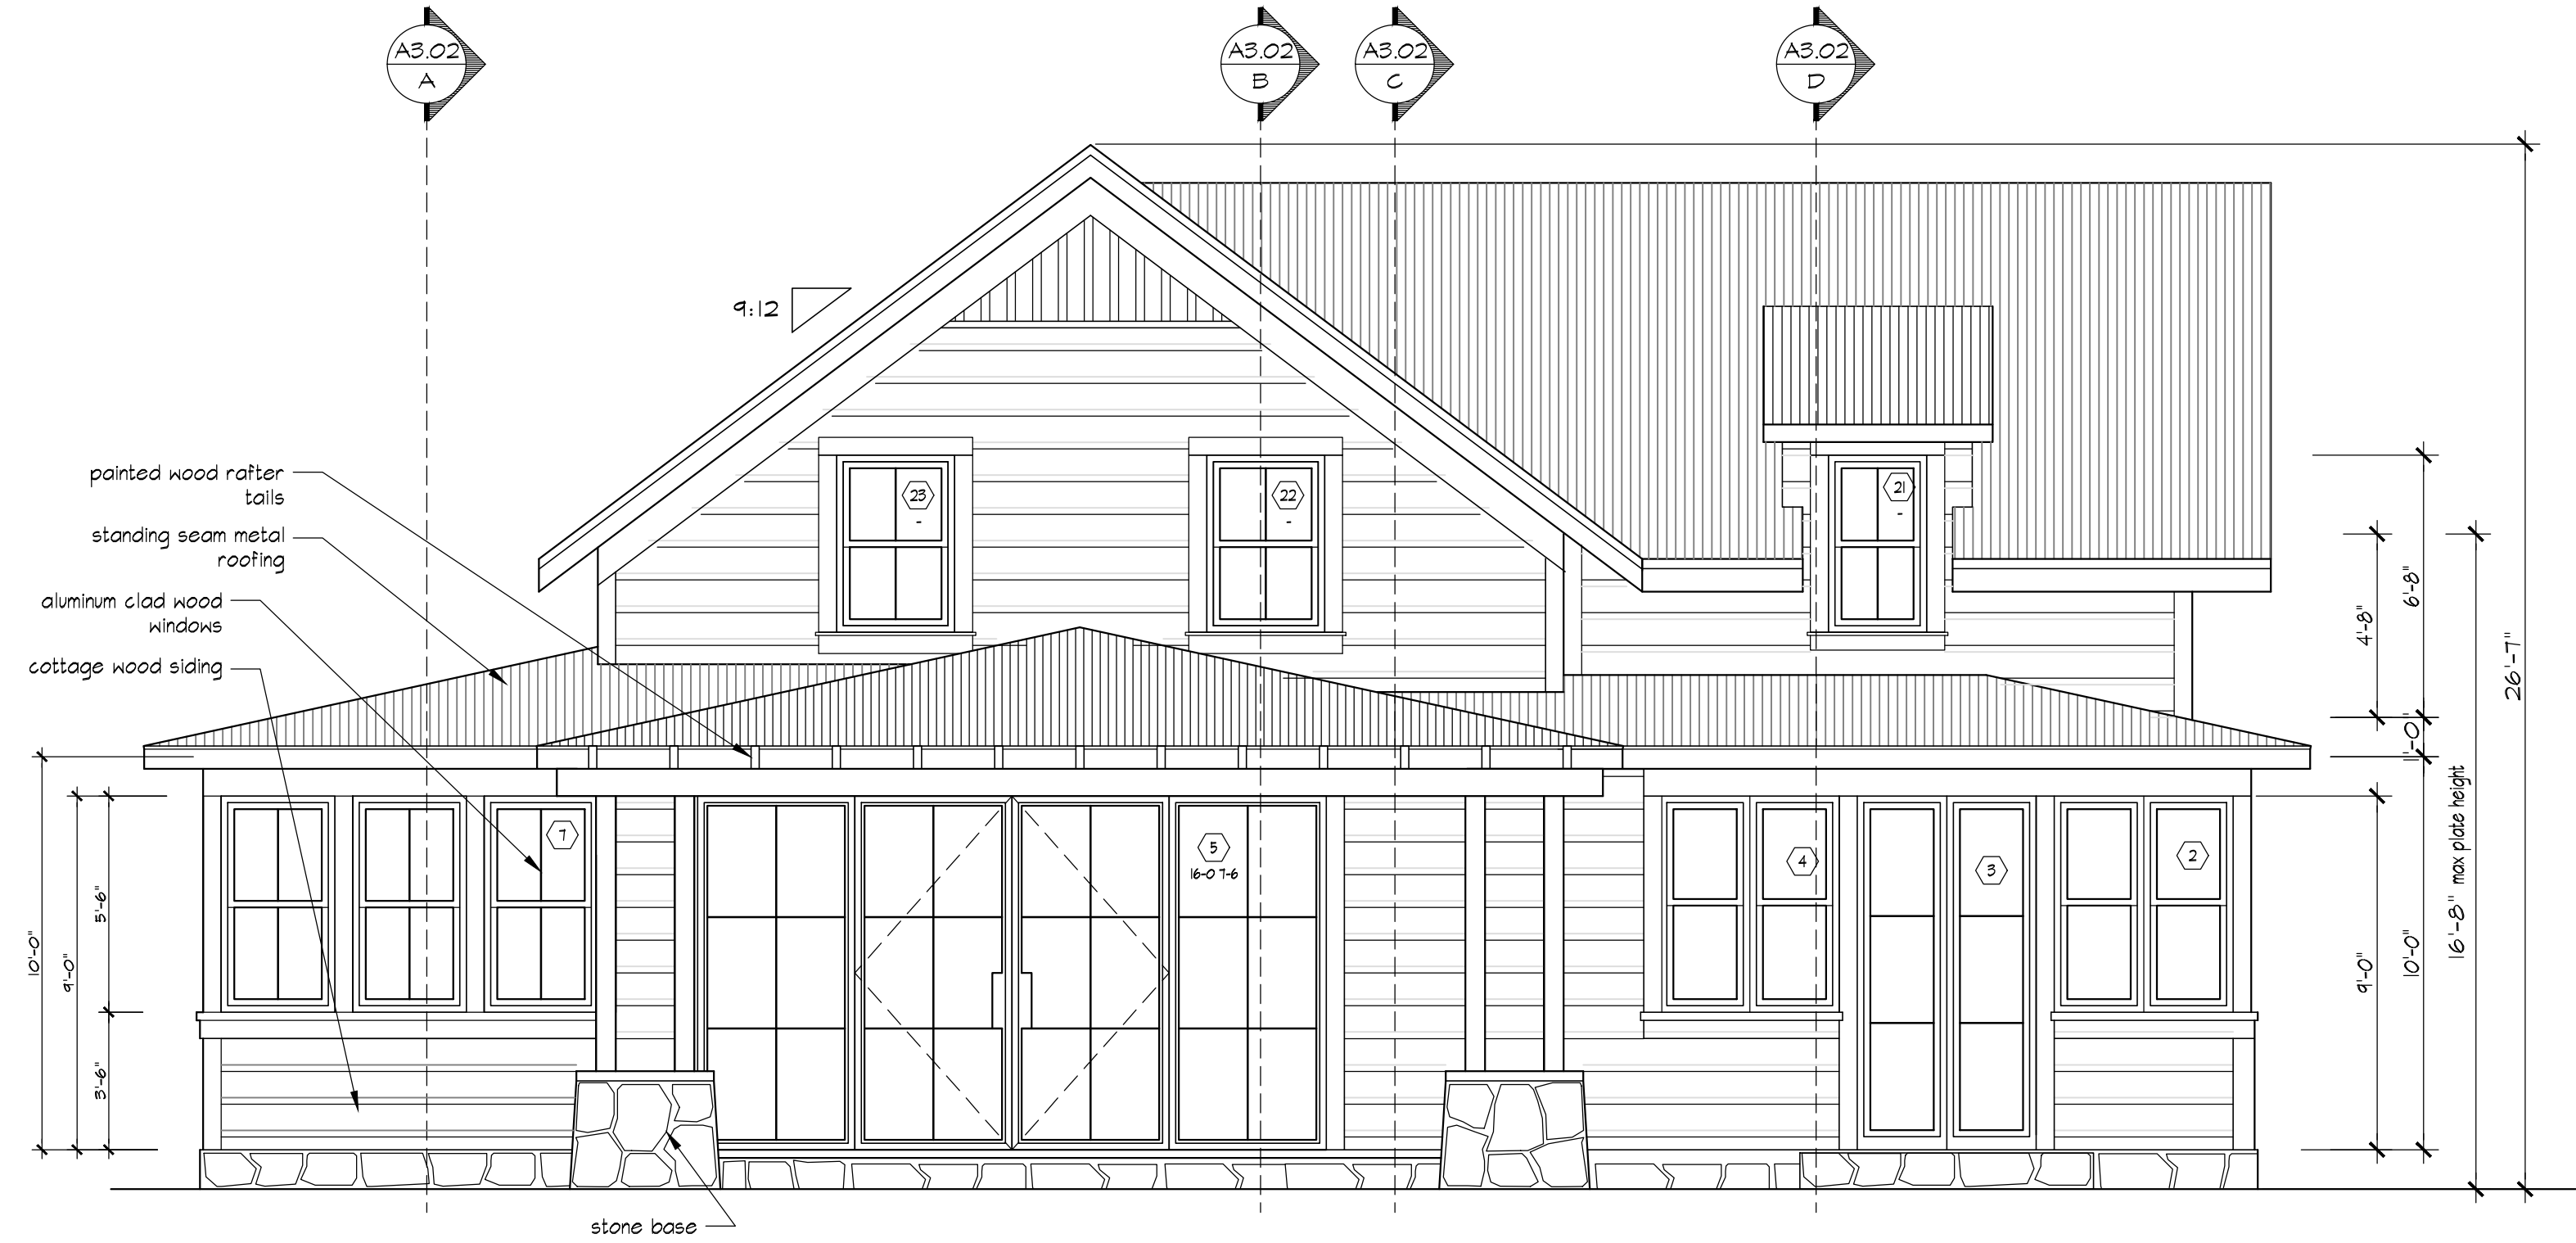 A3.02
A
A3.02
B
A3.02
C
A3.02
D
9:12
painted wood rafter
tails
standing seam metal
roofing
aluminum clad wood
windows
cottage wood siding
23
-
22
-
21
-
7
5
16-0 7-6
4
3
2
10'-0"
9'-0"
5'-6"
3'-6"
4'-8"
6'-8"
1'-0"
9'-0"
10'-0"
16'-8" max plate height
26'-7"
stone base